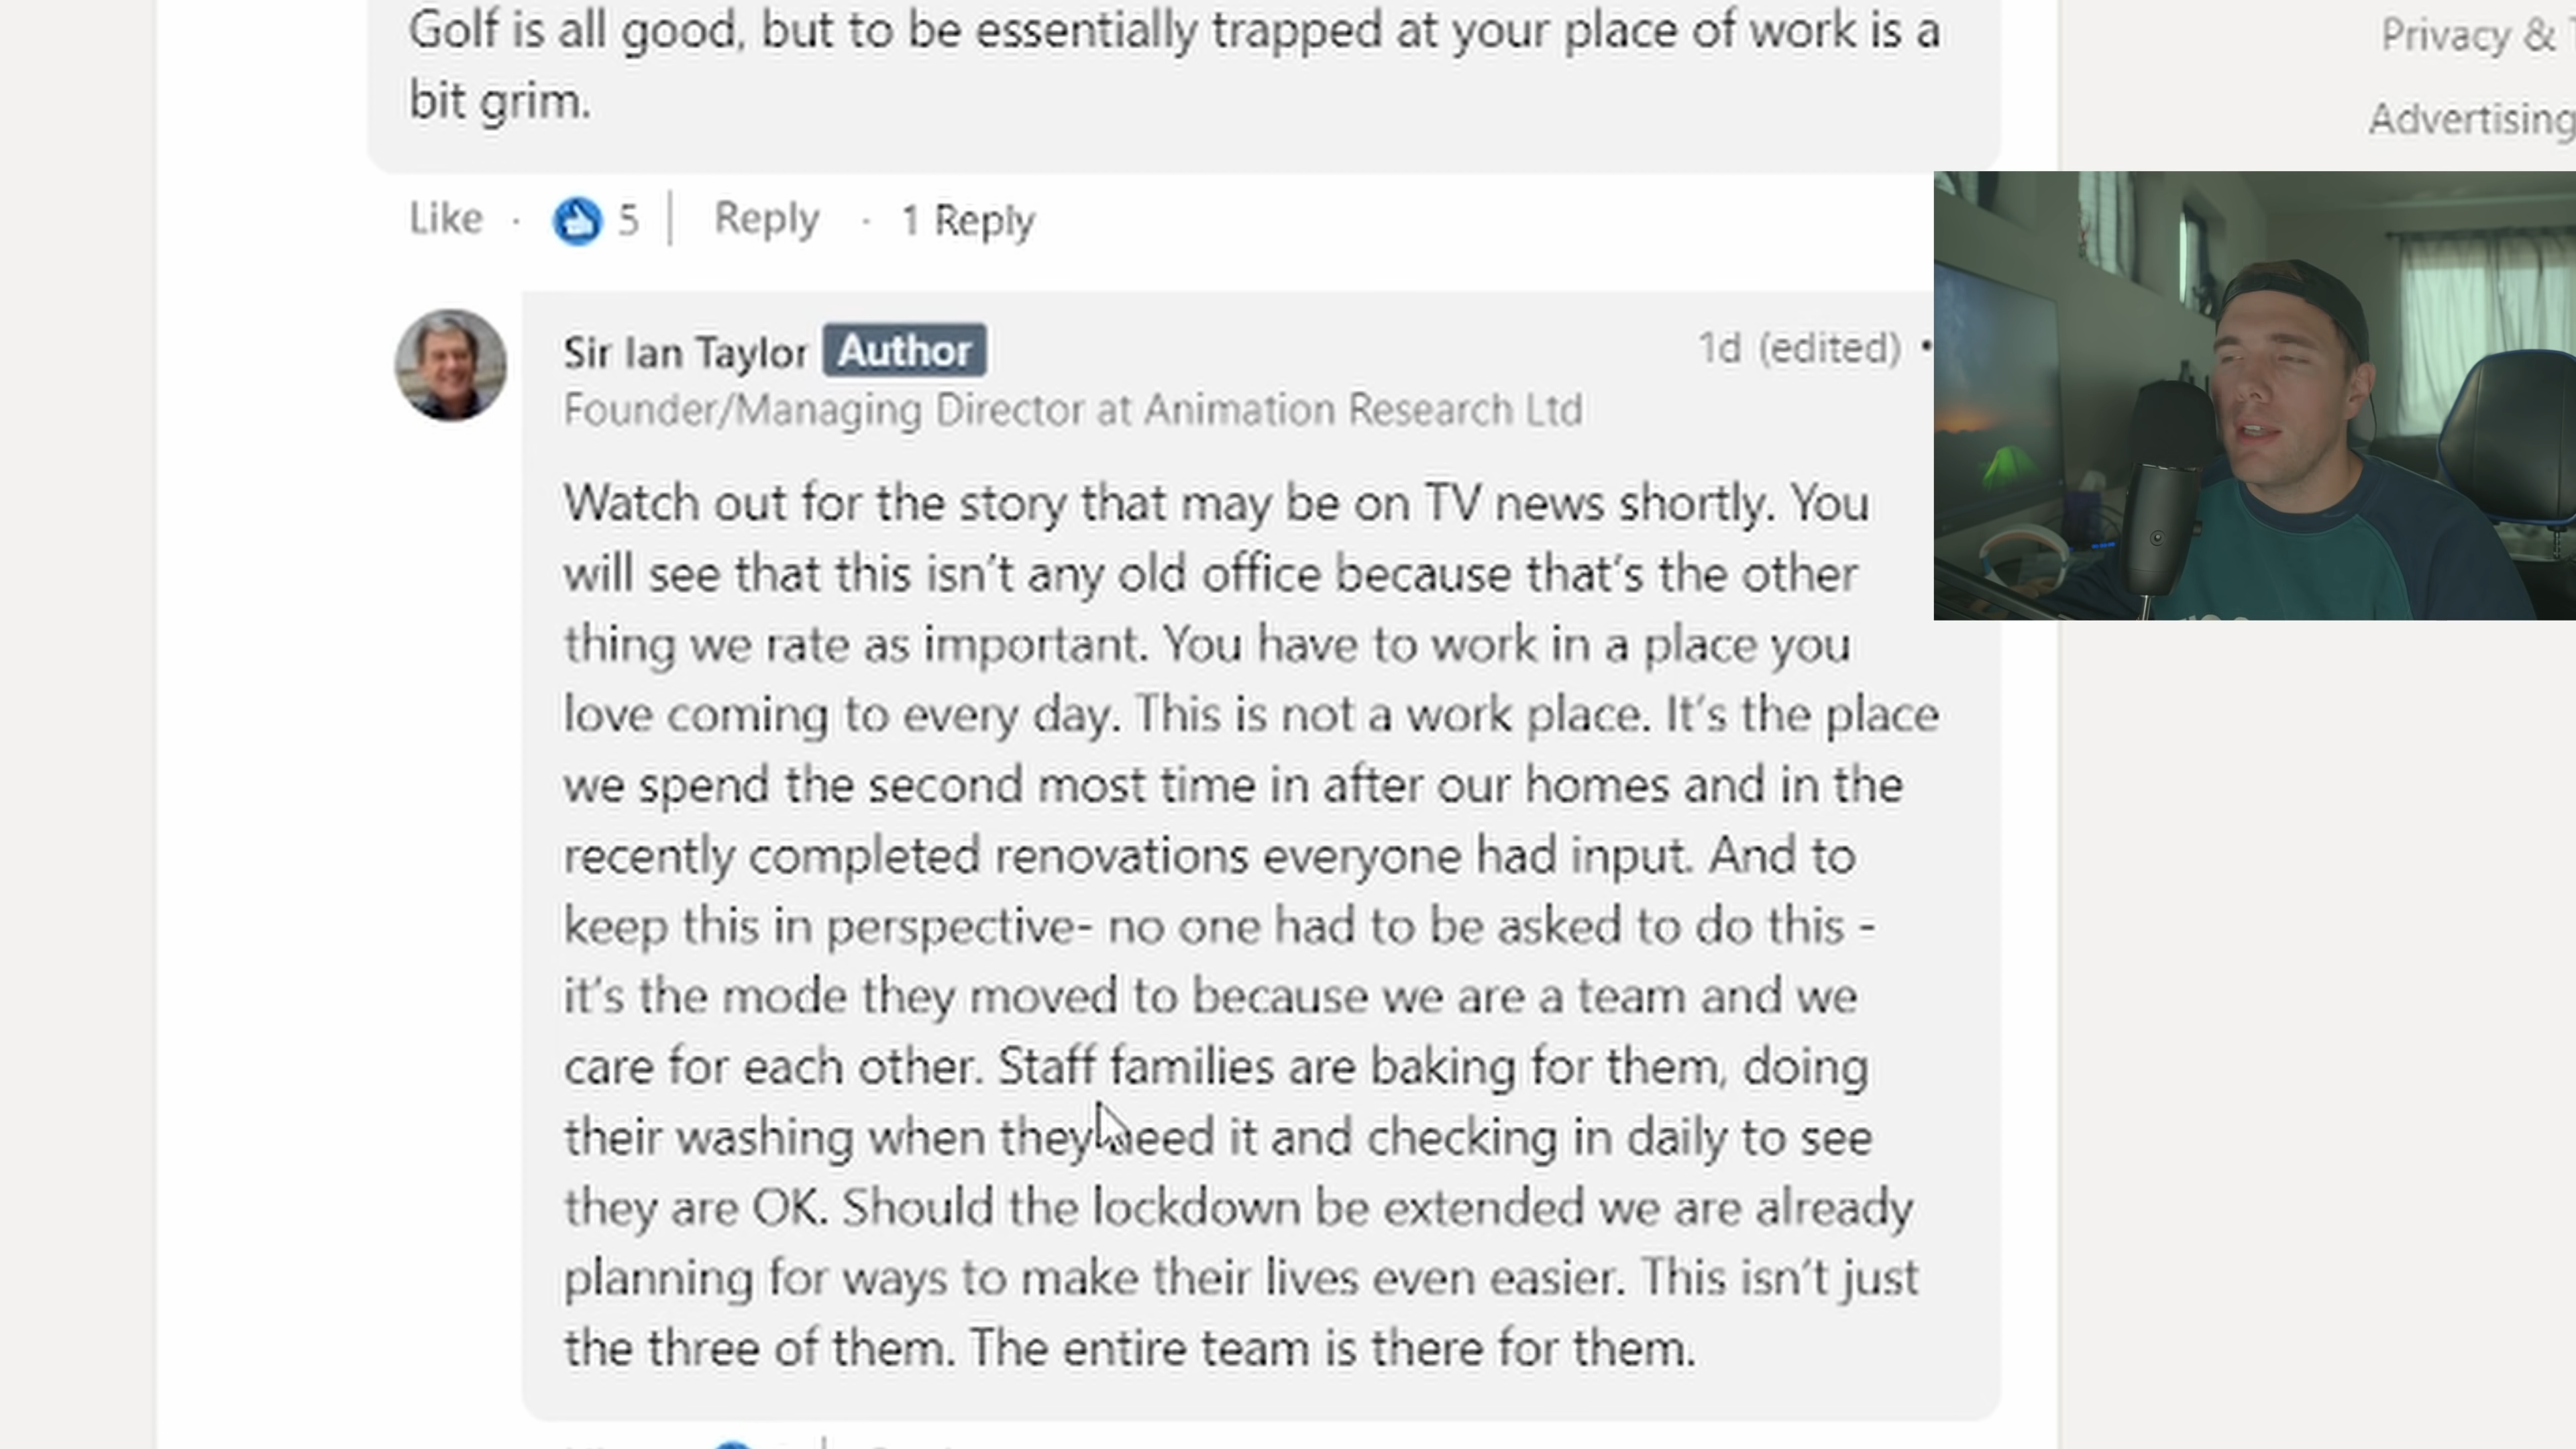 Golf is all good, but to be essentially trapped at your place of work is a
bit grim.
Privacy &
Advertising
Like · 5 | Reply · 1 Reply
Sir Ian Taylor Author
1d (edited) •
Founder/Managing Director at Animation Research Ltd
Watch out for the story that may be on TV news shortly. You
will see that this isn't any old office because that's the other
thing we rate as important. You have to work in a place you
love coming to every day. This is not a work place. It's the place
we spend the second most time in after our homes and in the
recently completed renovations everyone had input. And to
keep this in perspective- no one had to be asked to do this -
it's the mode they moved to because we are a team and we
care for each other. Staff families are baking for them, doing
their washing when they need it and checking in daily to see
they are OK. Should the lockdown be extended we are already
planning for ways to make their lives even easier. This isn't just
the three of them. The entire team is there for them.